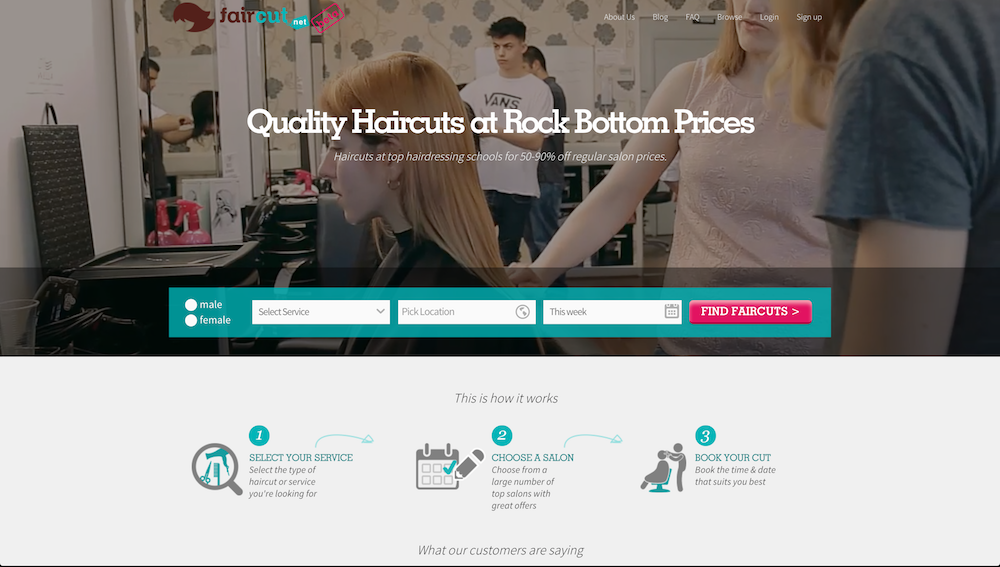 faircut
.net
beta
About Us Blog FAQ Browse Login Sign up
VANS
Quality Haircuts at Rock Bottom Prices
Haircuts at top hairdressing schools for 50-90% off regular salon prices.
male
female
Select Service
Pick Location
This week
FIND FAIRCUTS >
This is how it works
1
SELECT YOUR SERVICE
Select the type of
haircut or service
you're looking for
2
CHOOSE A SALON
Choose from a
large number of
top salons with
great offers
3
BOOK YOUR CUT
Book the time & date
that suits you best
What our customers are saying